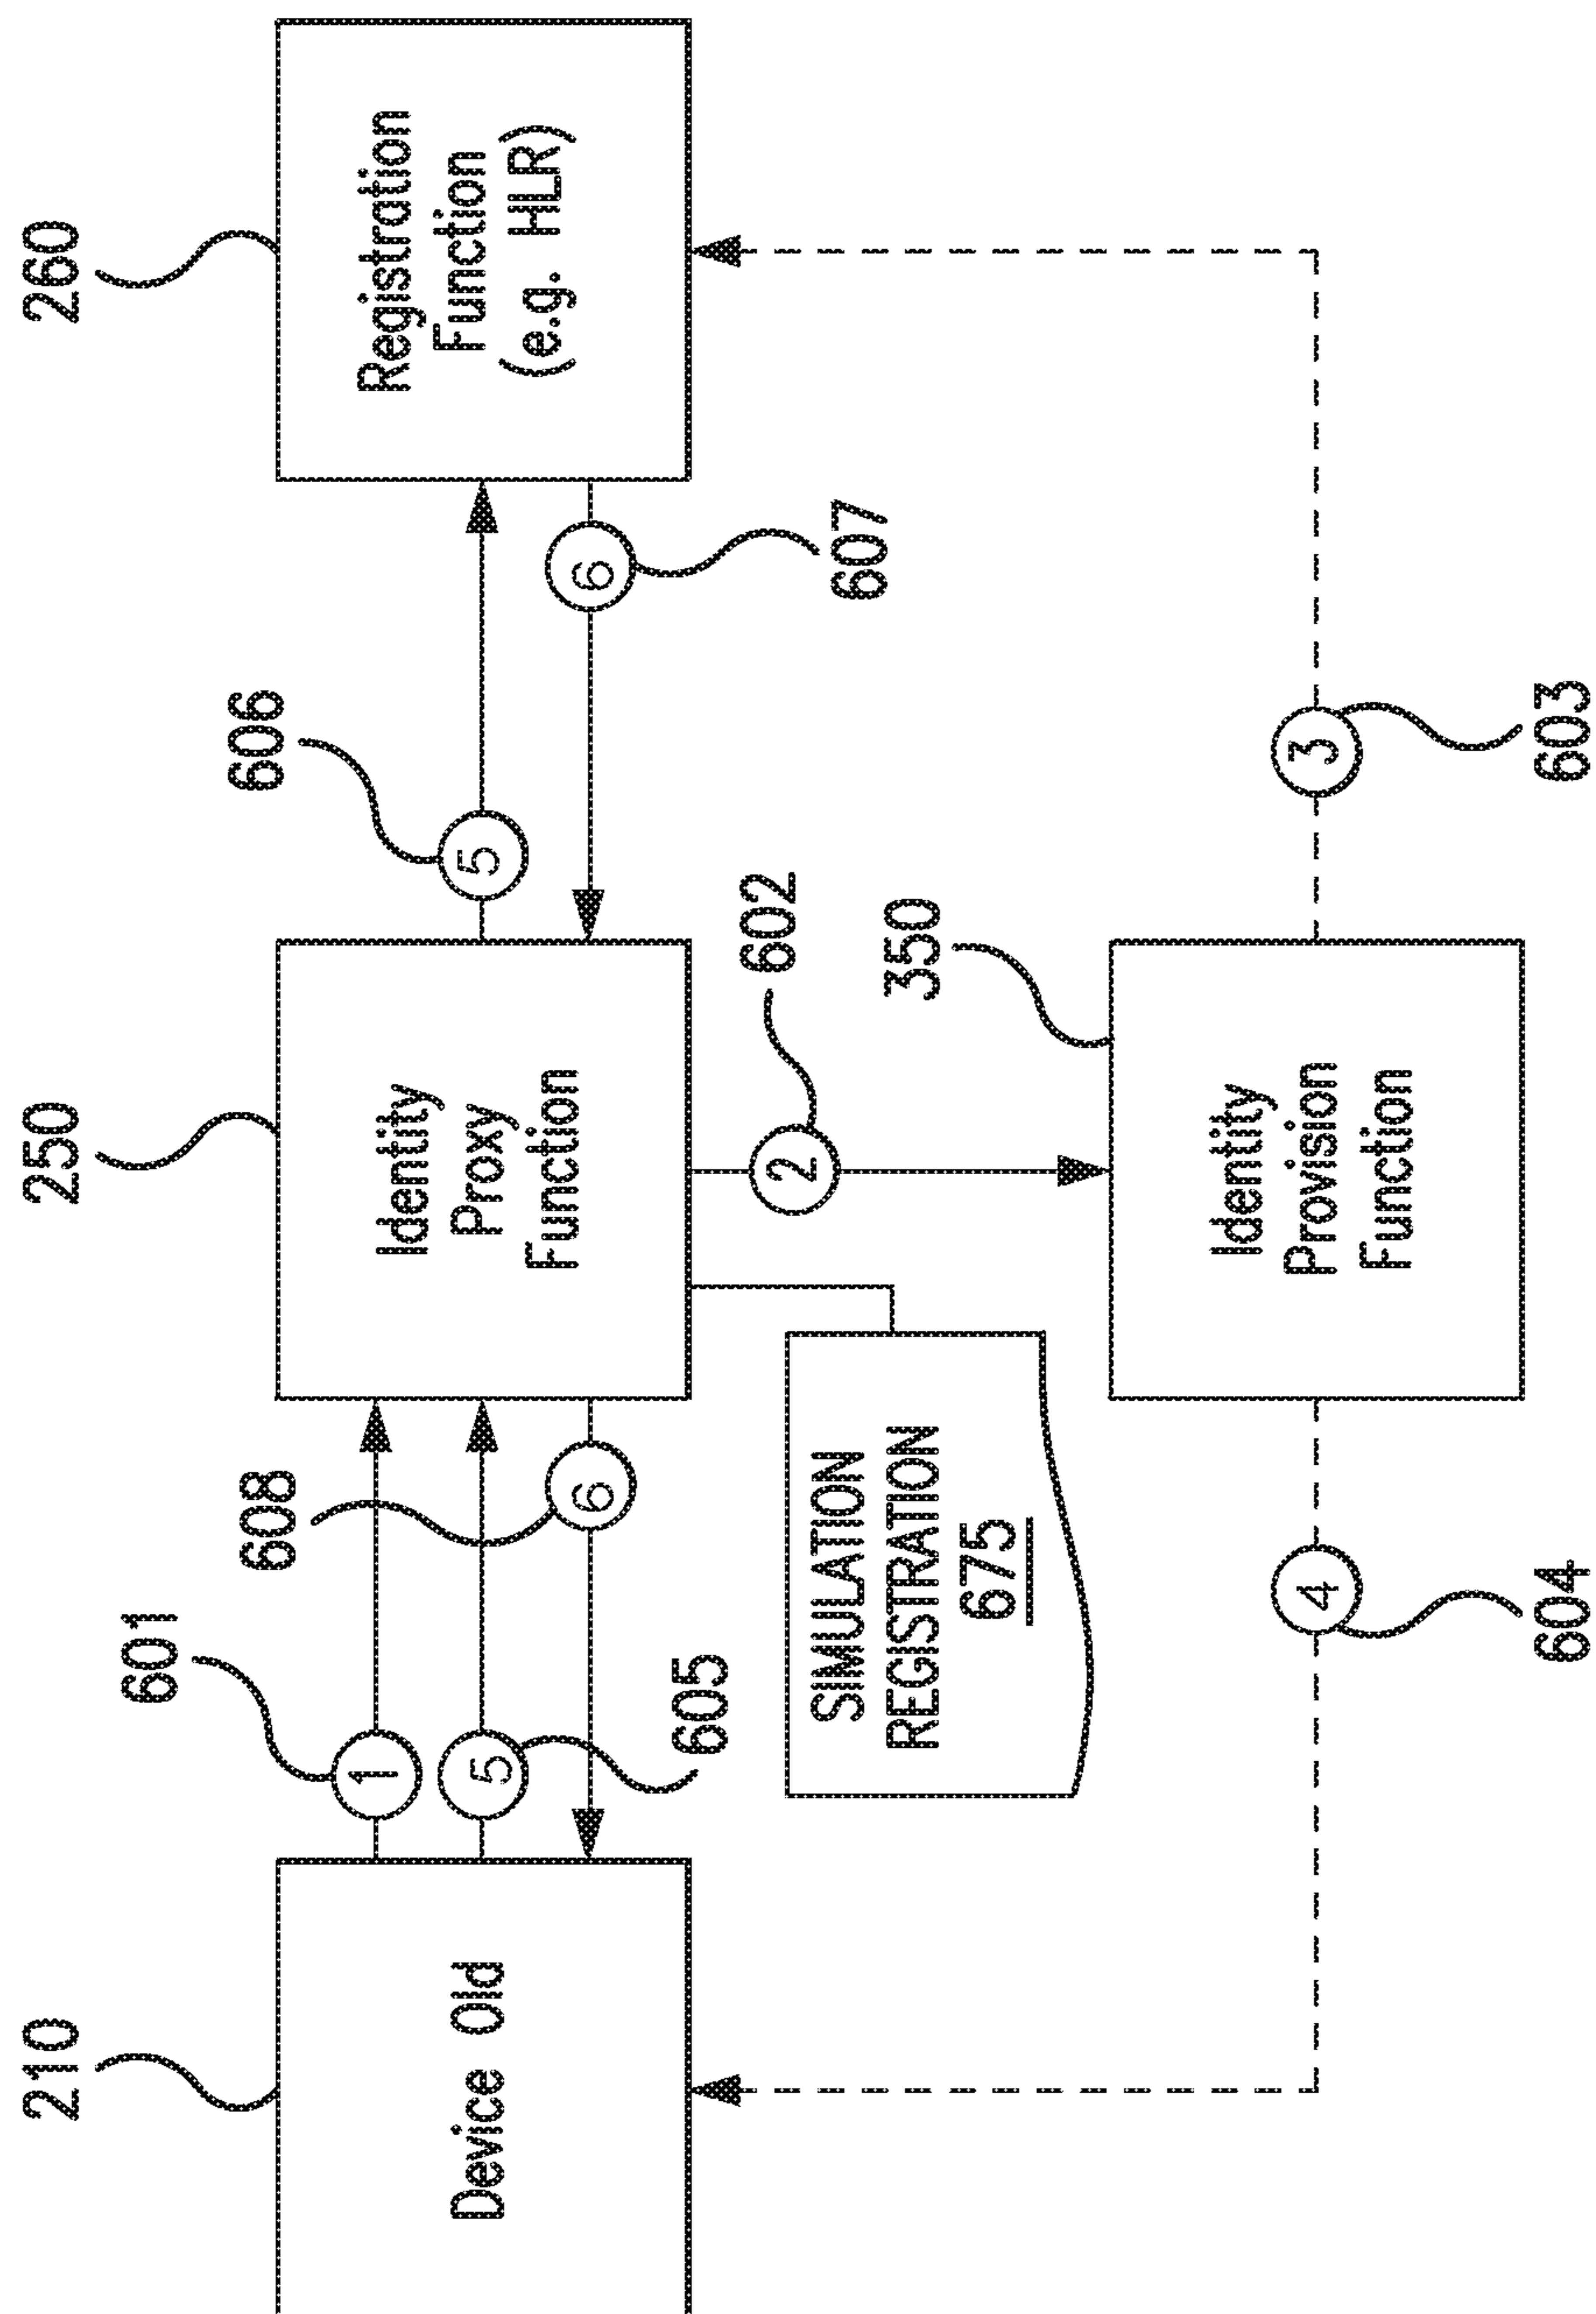 210
250
260
601
608
606
1
5
6
5
6
Device Old
Identity
Proxy
Function
Registration
Function
(e.g. HLR)
605
602
607
2
SIMULATION
REGISTRATION
675
350
Identity
Provision
Function
4
3
604
603